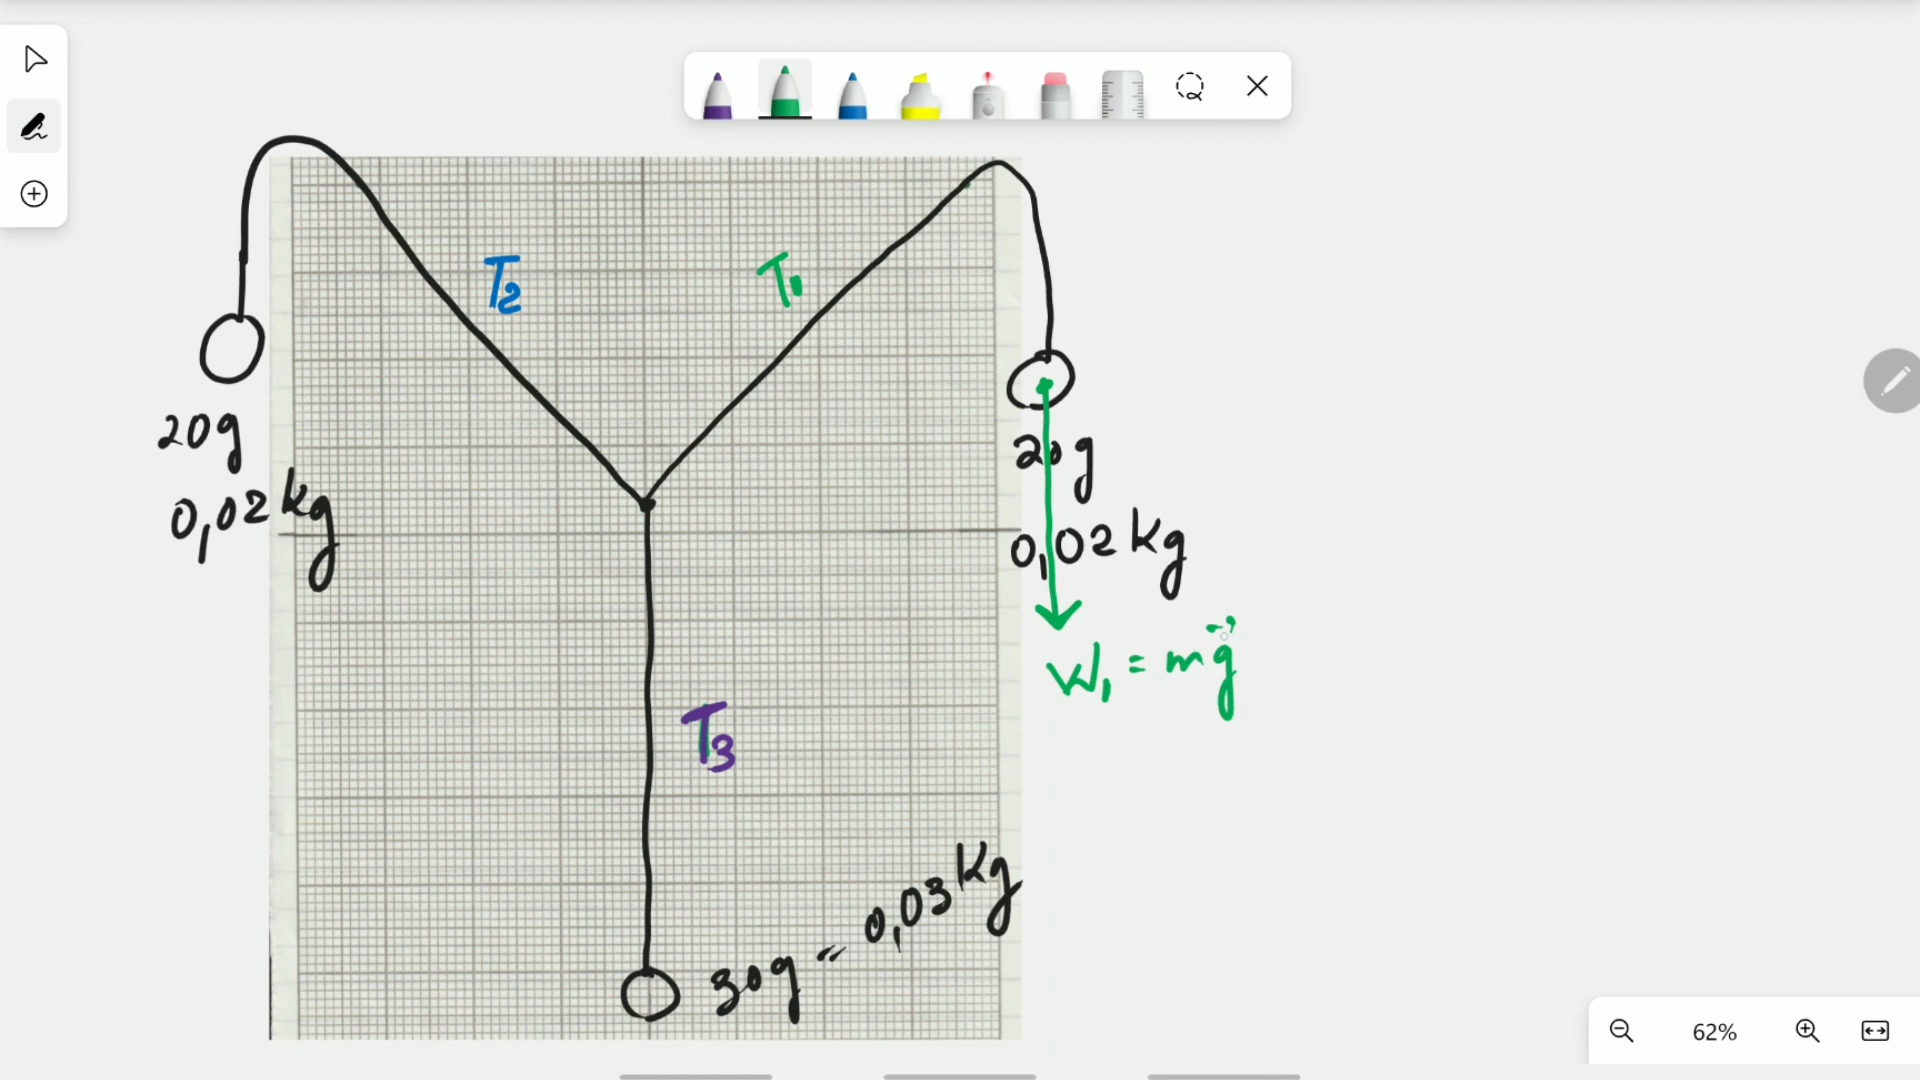 T₂
T₁
20g
0,02 kg
20g
0,02 kg
W₁ = mg⃗
T₃
30g = 0,03 kg
62%